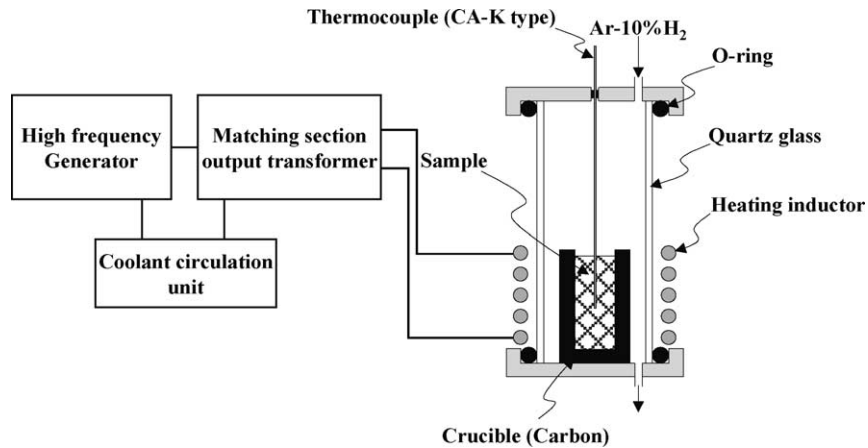 Thermocouple (CA-K type)
Ar-10%H₂
O-ring
High frequency
Generator
Matching section
output transformer
Sample
Quartz glass
Heating inductor
Coolant circulation
unit
Crucible (Carbon)